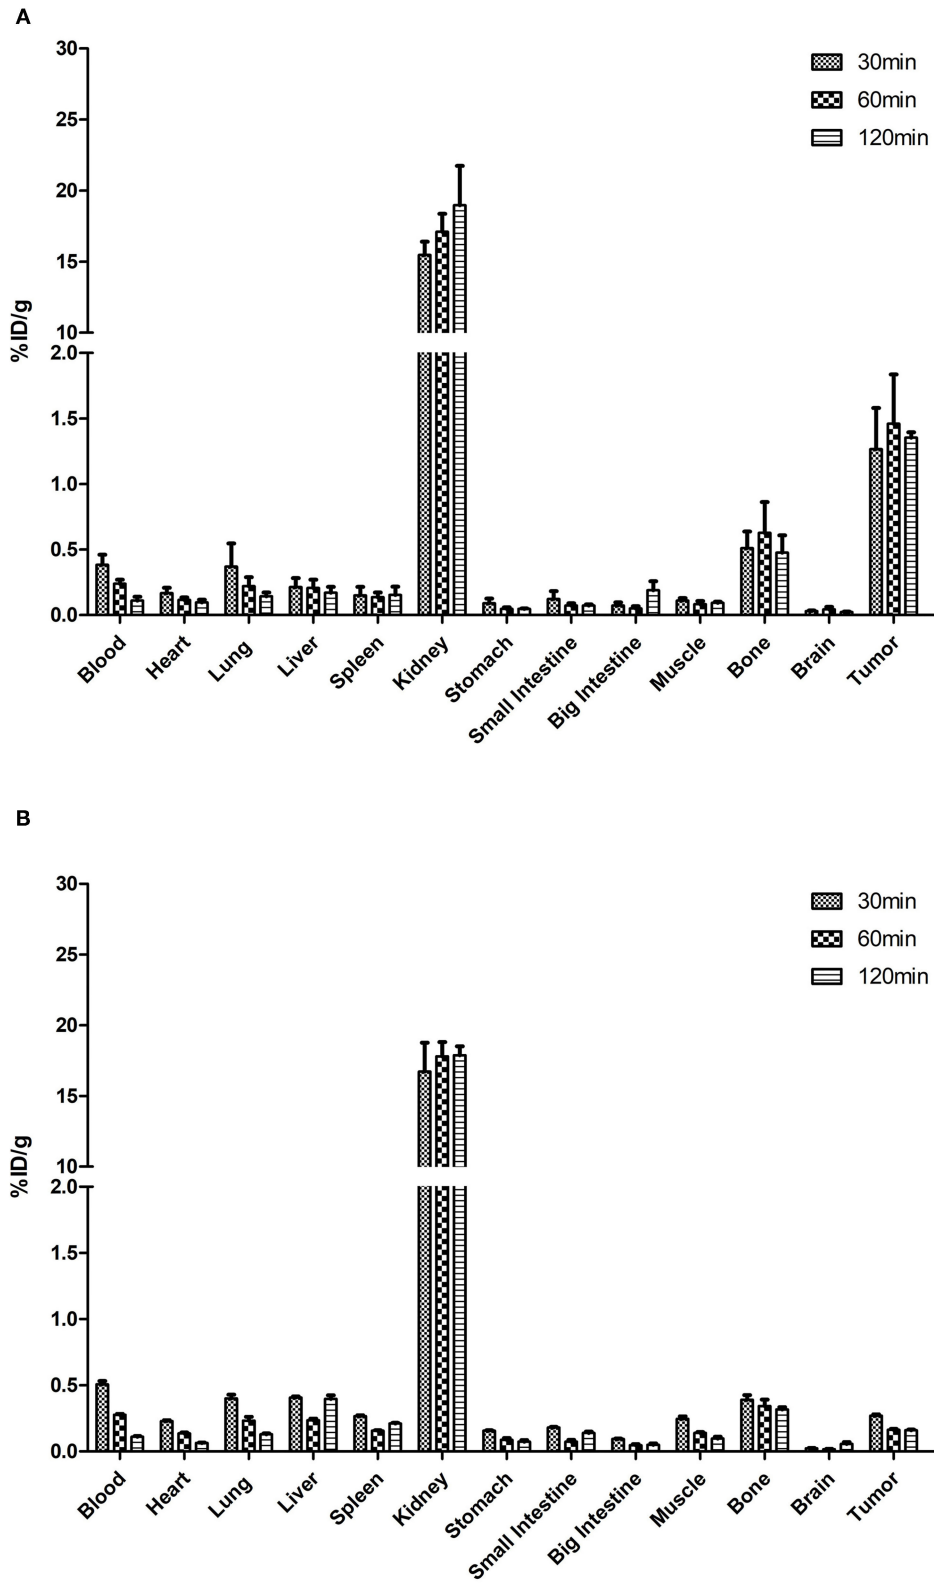 A
30
25
20
15
10
2.0
1.5
1.0
0.5
0.0
%ID/g
30min
60min
120min
Blood
Heart
Lung
Liver
Spleen
Kidney
Stomach
Small Intestine
Big Intestine
Muscle
Bone
Brain
Tumor
B
30
25
20
15
10
2.0
1.5
1.0
0.5
0.0
%ID/g
30min
60min
120min
Blood
Heart
Lung
Liver
Spleen
Kidney
Stomach
Small Intestine
Big Intestine
Muscle
Bone
Brain
Tumor